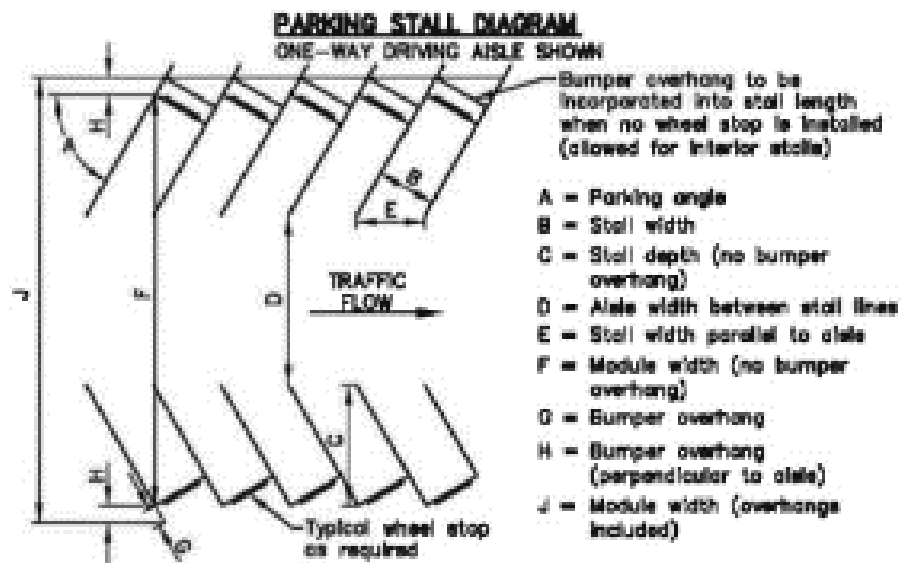 PARKING STALL DIAGRAM
ONE-WAY DRIVING AISLE SHOWN
Bumper overhang to be
incorporated into stall length
when no wheel stop is installed
(allowed for interior stalls)
H
A
B
E
A = Parking angle
B = Stall width
C = Stall depth (no bumper
overhang)
D = Aisle width between stall lines
E = Stall width parallel to aisle
F = Module width (no bumper
overhang)
G = Bumper overhang
H = Bumper overhang
(perpendicular to aisle)
J = Module width (overhangs
included)
J
F
D
TRAFFIC
FLOW
C
H
G
Typical wheel stop
as required